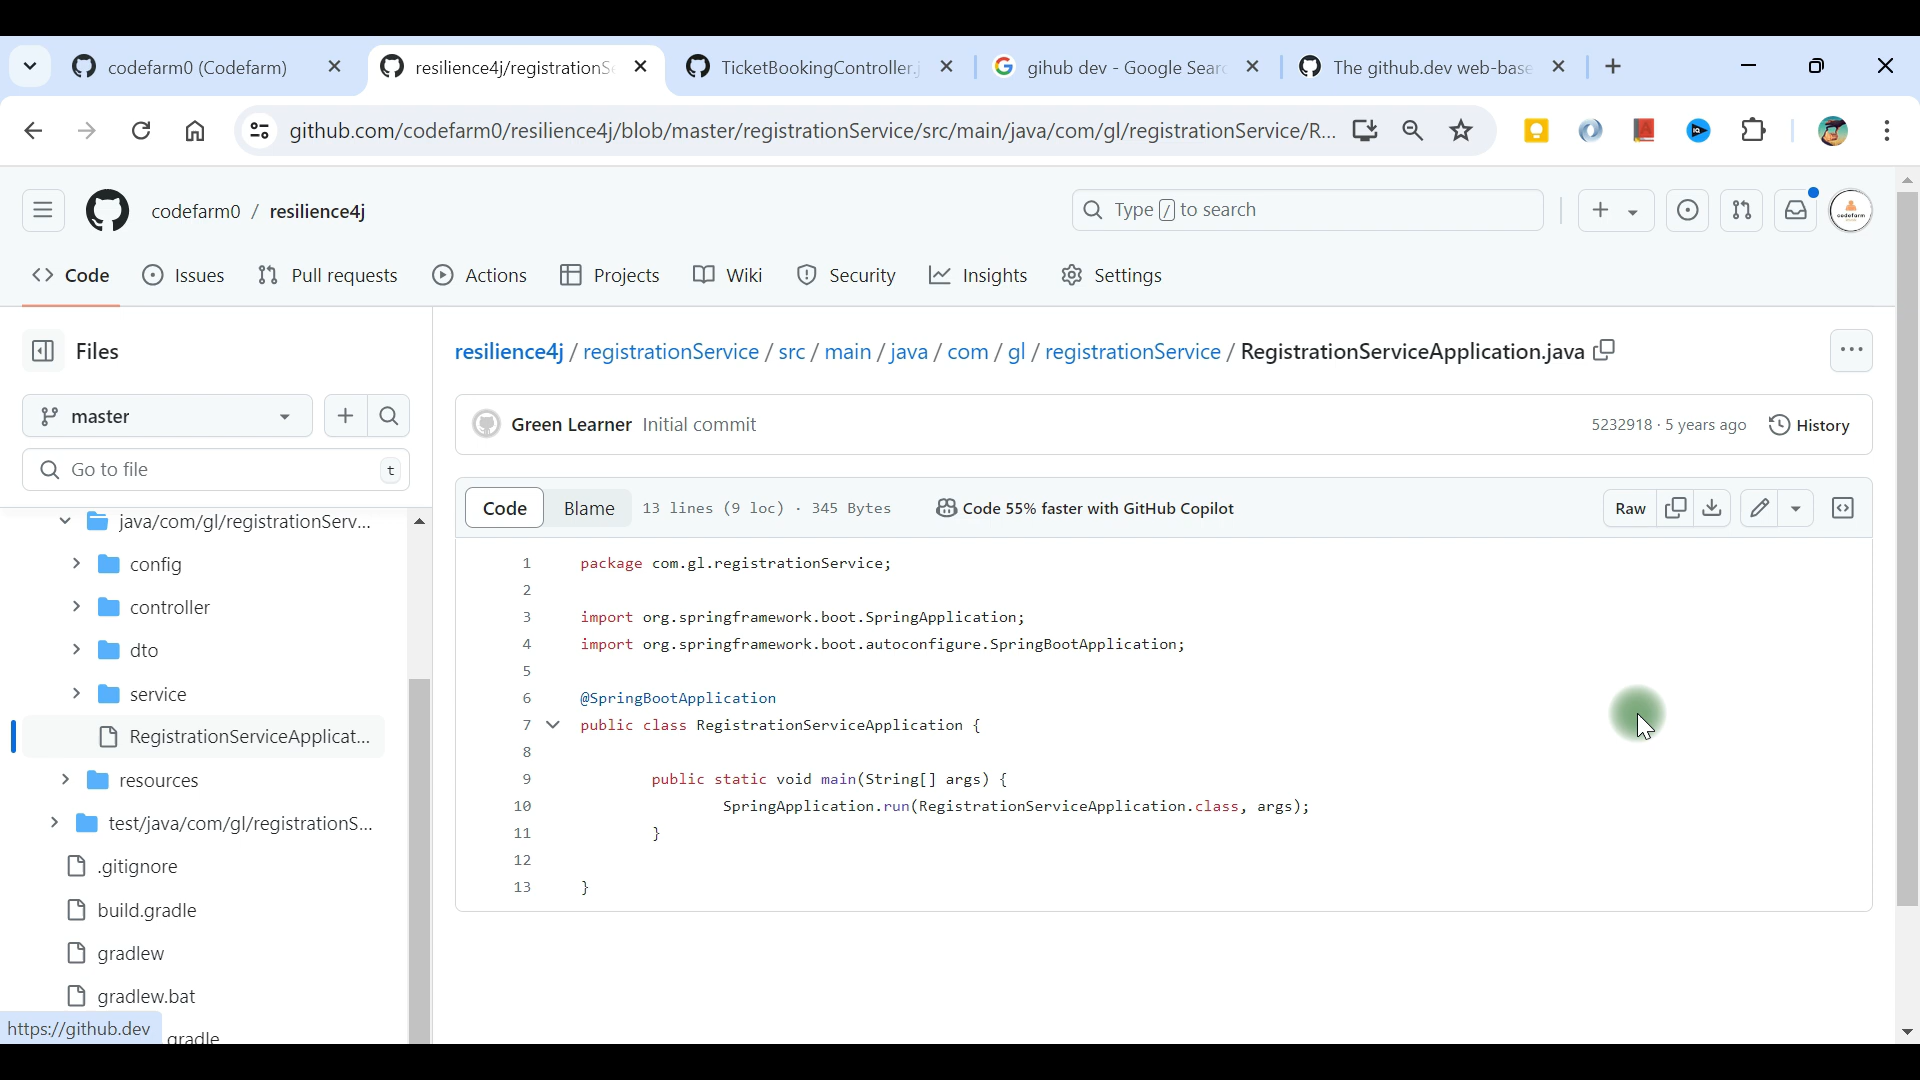 codefarm0 (Codefarm)
resilience4j/registrationS
TicketBookingController.j
gihub dev - Google Sear
The github.dev web-base
github.com/codefarm0/resilience4j/blob/master/registrationService/src/main/java/com/gl/registrationService/R...
codefarm0 / resilience4j
Type / to search
Code
Issues
Pull requests
Actions
Projects
Wiki
Security
Insights
Settings
Files
resilience4j / registrationService / src / main / java / com / gl / registrationService / RegistrationServiceApplication.java
master
Green Learner Initial commit
5232918 · 5 years ago
History
Go to file
t
Code
Blame
13 lines (9 loc) · 345 Bytes
Code 55% faster with GitHub Copilot
Raw
java/com/gl/registrationServ...
config
controller
dto
service
RegistrationServiceApplicat...
resources
test/java/com/gl/registrationS...
.gitignore
build.gradle
gradlew
gradlew.bat
gradle
https://github.dev
1 package com.gl.registrationService;
2
3 import org.springframework.boot.SpringApplication;
4 import org.springframework.boot.autoconfigure.SpringBootApplication;
5
6 @SpringBootApplication
7 public class RegistrationServiceApplication {
8
9 public static void main(String[] args) {
10 SpringApplication.run(RegistrationServiceApplication.class, args);
11 }
12
13 }